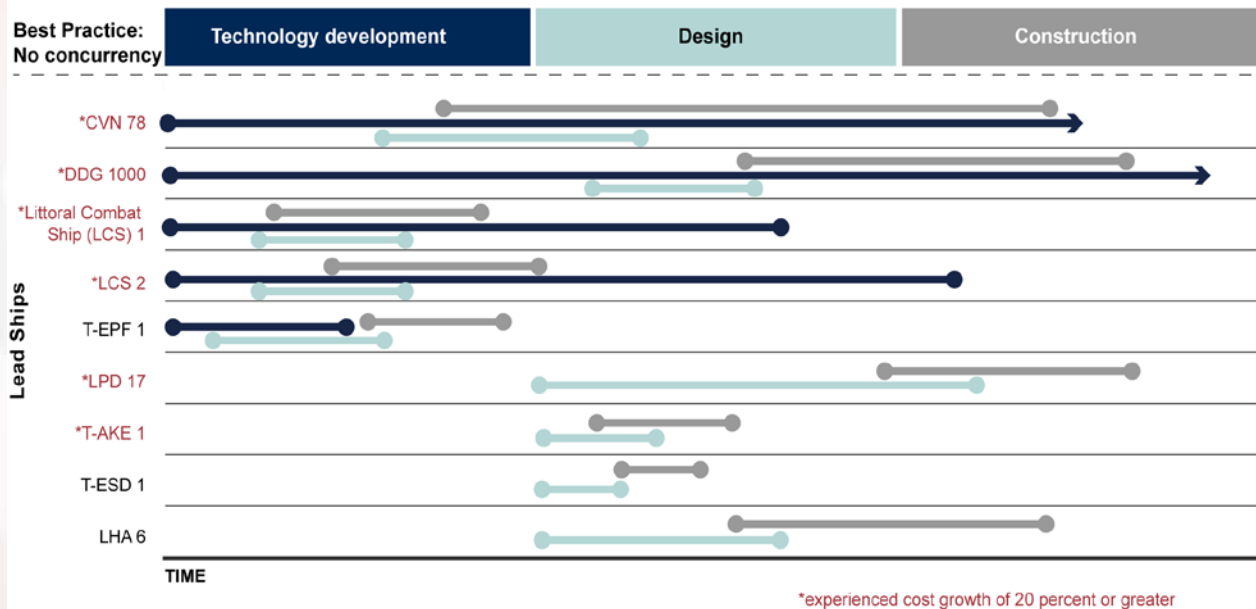 Best Practice:
No concurrency
Technology development
Design
Construction
Lead Ships
*CVN 78
*DDG 1000
*Littoral Combat
Ship (LCS) 1
*LCS 2
T-EPF 1
*LPD 17
*T-AKE 1
T-ESD 1
LHA 6
TIME
*experienced cost growth of 20 percent or greater